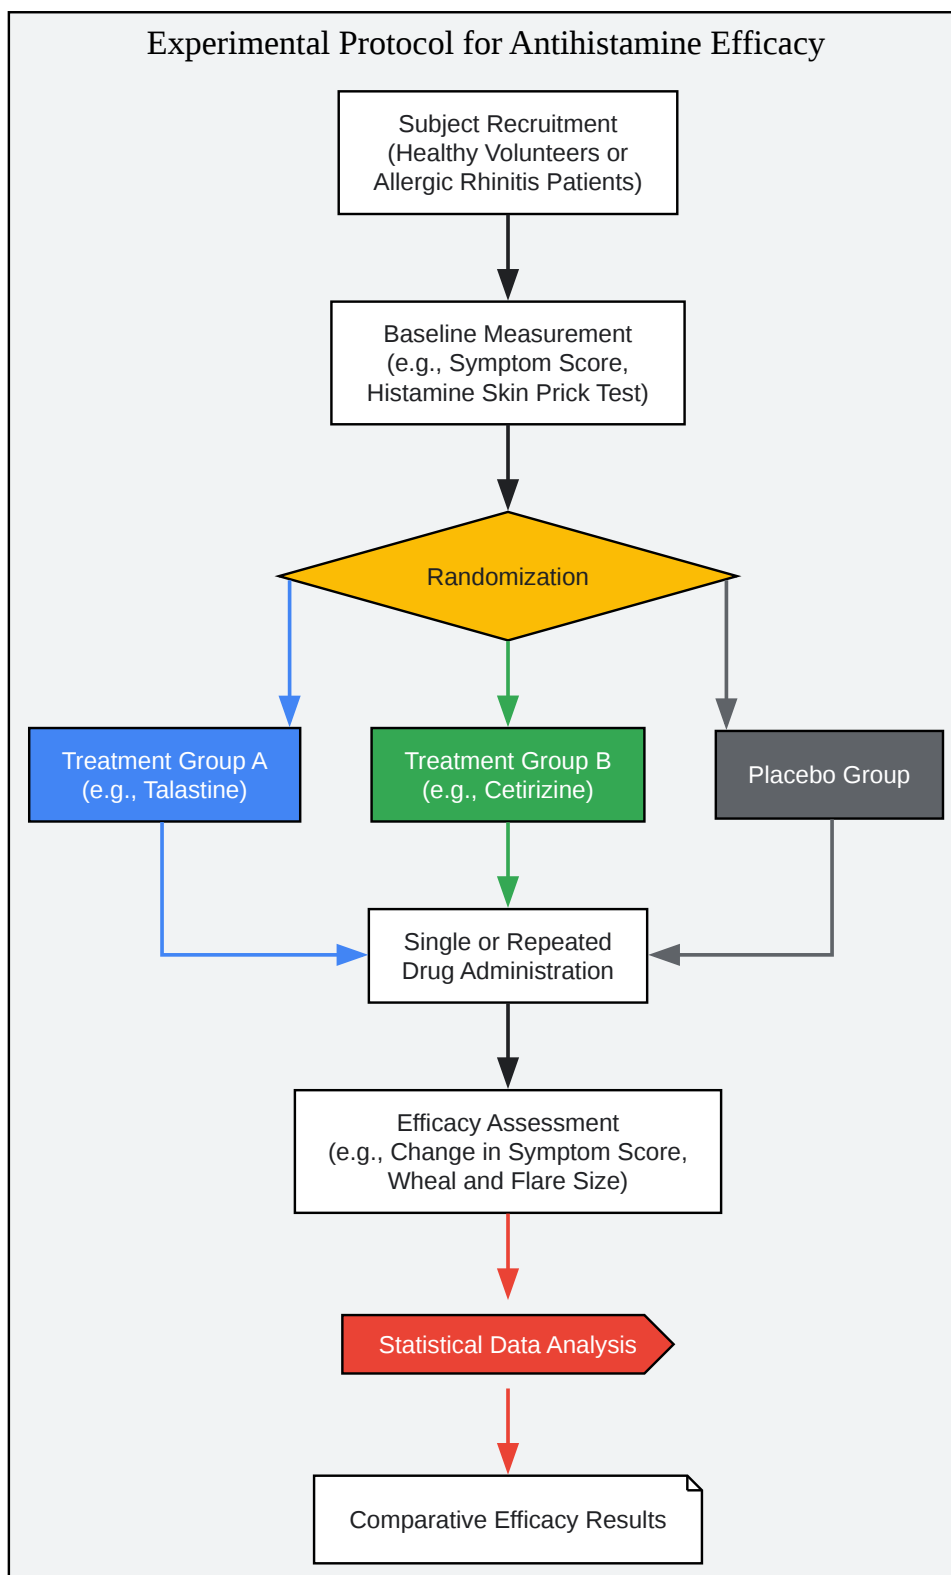 Experimental Protocol for Antihistamine Efficacy
Subject Recruitment
(Healthy Volunteers or
Allergic Rhinitis Patients)
Baseline Measurement
(e.g., Symptom Score,
Histamine Skin Prick Test)
Randomization
Treatment Group A
(e.g., Talastine)
Treatment Group B
(e.g., Cetirizine)
Placebo Group
Single or Repeated
Drug Administration
Efficacy Assessment
(e.g., Change in Symptom Score,
Wheal and Flare Size)
Statistical Data Analysis
Comparative Efficacy Results